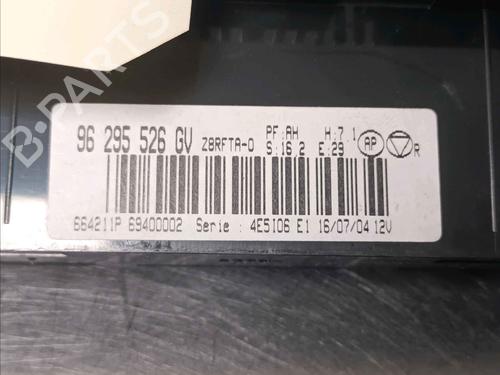 B-PARTS
96 295 526 GV Z8RFTA-0 PF:AH H:7.1
S:16.2 E:29 AP R
664211P 69400002 Serie : 4E5I06 E1 16/07/04 12V